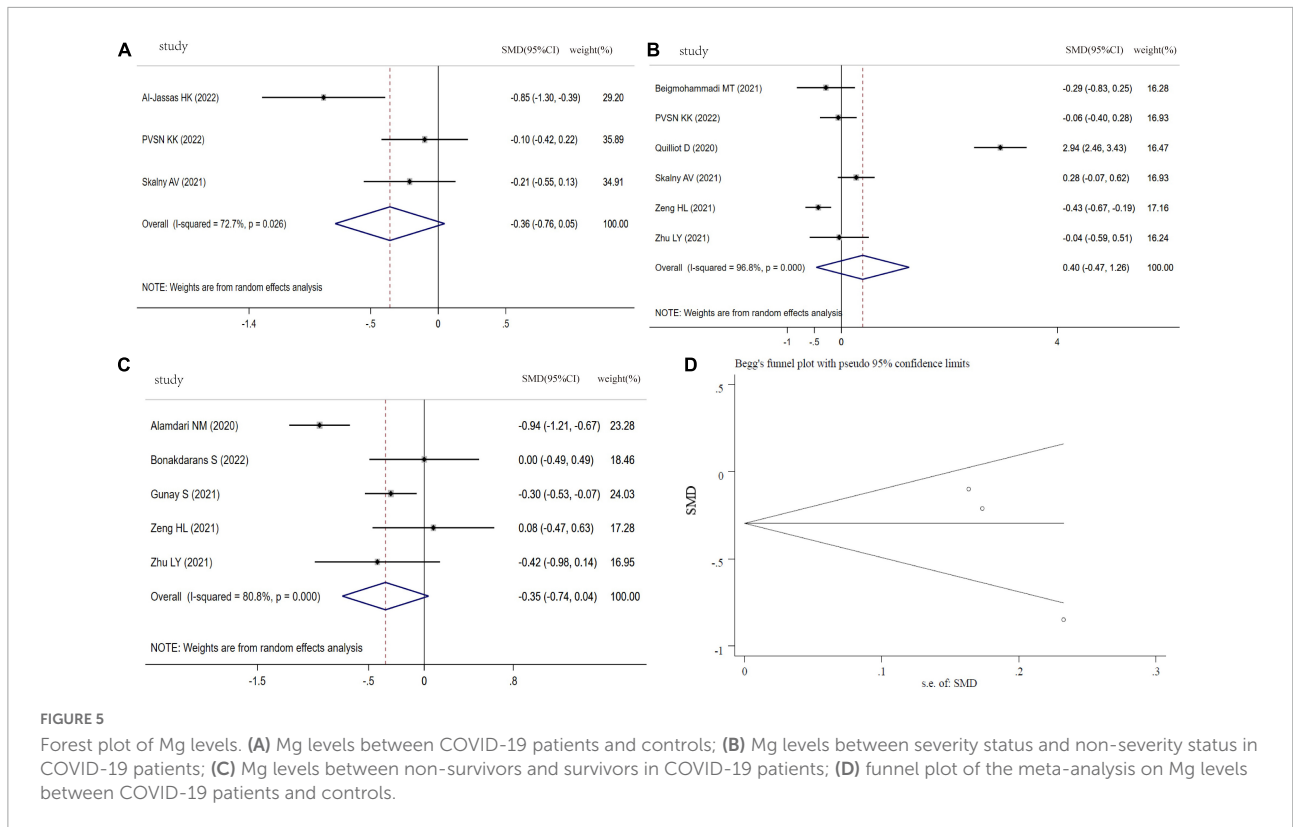 A
study
SMD(95%CI) weight(%)
Al-Jassas HK (2022) -0.85 (-1.30, -0.39) 29.20
PVSN KK (2022) -0.10 (-0.42, 0.22) 35.89
Skalny AV (2021) -0.21 (-0.55, 0.13) 34.91
Overall (I-squared = 72.7%, p = 0.026) -0.36 (-0.76, 0.05) 100.00
NOTE: Weights are from random effects analysis
-1.4 -.5 0 .5
B
study
SMD(95%CI) weight(%)
Beigmohammadi MT (2021) -0.29 (-0.83, 0.25) 16.28
PVSN KK (2022) -0.06 (-0.40, 0.28) 16.93
Quilliot D (2020) 2.94 (2.46, 3.43) 16.47
Skalny AV (2021) 0.28 (-0.07, 0.62) 16.93
Zeng HL (2021) -0.43 (-0.67, -0.19) 17.16
Zhu LY (2021) -0.04 (-0.59, 0.51) 16.24
Overall (I-squared = 96.8%, p = 0.000) 0.40 (-0.47, 1.26) 100.00
NOTE: Weights are from random effects analysis
-1 -.5 0 4
C
study
SMD(95%CI) weight(%)
Alamdari NM (2020) -0.94 (-1.21, -0.67) 23.28
Bonakdarans S (2022) 0.00 (-0.49, 0.49) 18.46
Gunay S (2021) -0.30 (-0.53, -0.07) 24.03
Zeng HL (2021) 0.08 (-0.47, 0.63) 17.28
Zhu LY (2021) -0.42 (-0.98, 0.14) 16.95
Overall (I-squared = 80.8%, p = 0.000) -0.35 (-0.74, 0.04) 100.00
NOTE: Weights are from random effects analysis
-1.5 -.5 0 .8
D
Begg's funnel plot with pseudo 95% confidence limits
.5
0
-.5
-1
SMD
0 .1 .2 .3
s.e. of: SMD
FIGURE 5
Forest plot of Mg levels. (A) Mg levels between COVID-19 patients and controls; (B) Mg levels between severity status and non-severity status in
COVID-19 patients; (C) Mg levels between non-survivors and survivors in COVID-19 patients; (D) funnel plot of the meta-analysis on Mg levels
between COVID-19 patients and controls.